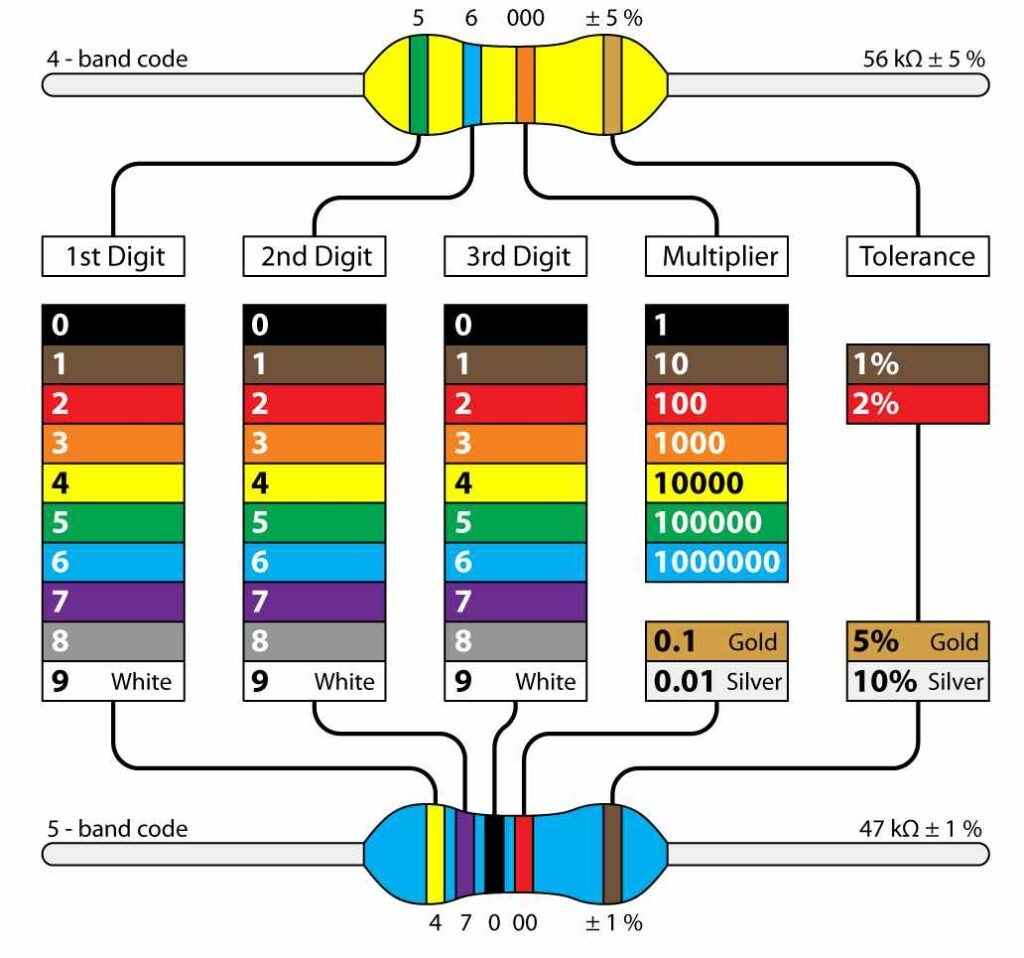 5 6 000 ± 5 %
4 - band code 56 kΩ ± 5 %
1st Digit 2nd Digit 3rd Digit Multiplier Tolerance
0 0 0 1
1 1 1 10 1%
2 2 2 100 2%
3 3 3 1000
4 4 4 10000
5 5 5 100000
6 6 6 1000000
7 7 7
8 8 8 0.1 Gold 5% Gold
9 White 9 White 9 White 0.01 Silver 10% Silver
5 - band code 47 kΩ ± 1 %
4 7 0 00 ± 1 %